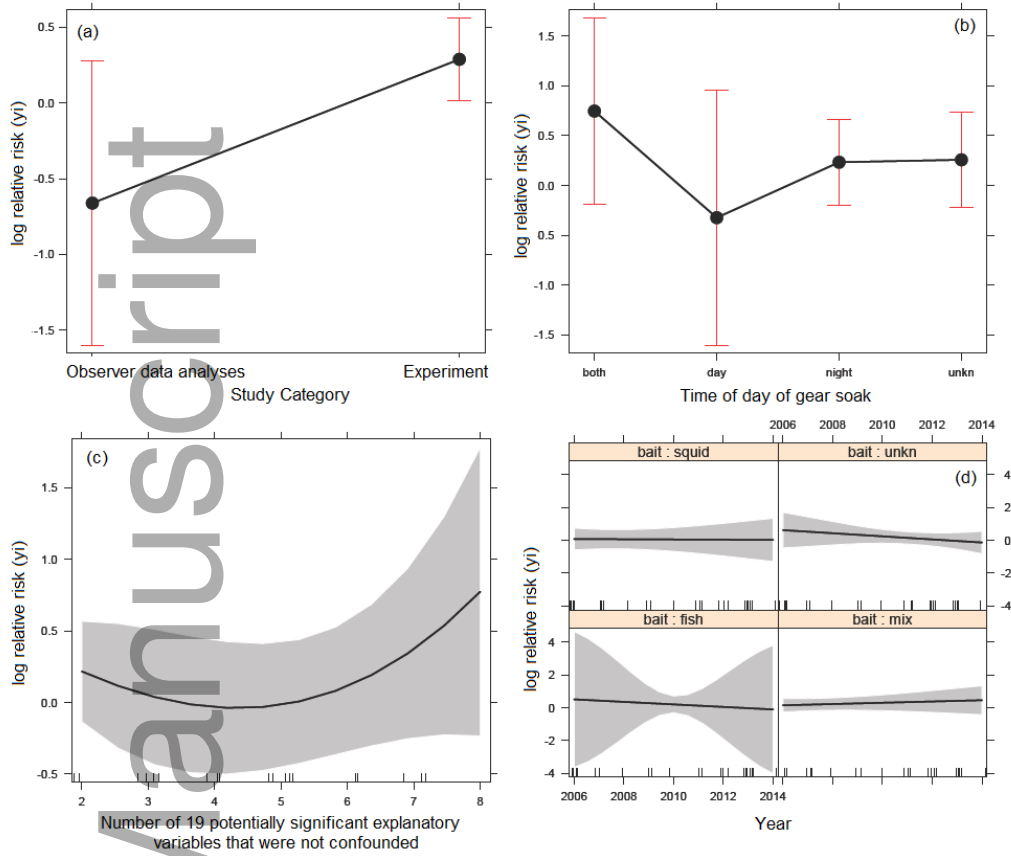 (a)
log relative risk (yi)
0.5
0.0
-0.5
-1.0
-1.5
Observer data analyses
Experiment
Study Category
(b)
log relative risk (yi)
1.5
1.0
0.5
0.0
0.5
-1.0
-1.5
both
day
night
unkn
Time of day of gear soak
(c)
log relative risk (yi)
1.5
1.0
0.5
0.0
-0.5
2
3
4
5
6
7
8
Number of 19 potentially significant explanatory
variables that were not confounded
(d)
log relative risk (yi)
2006
2010
2012
2014
bait : squid
bait : unkn
4
2
0
-2
-4
bait : fish
bait : mix
4
2
0
-2
-4
2006
2008
2010
2012
2014
Year
Manuscript